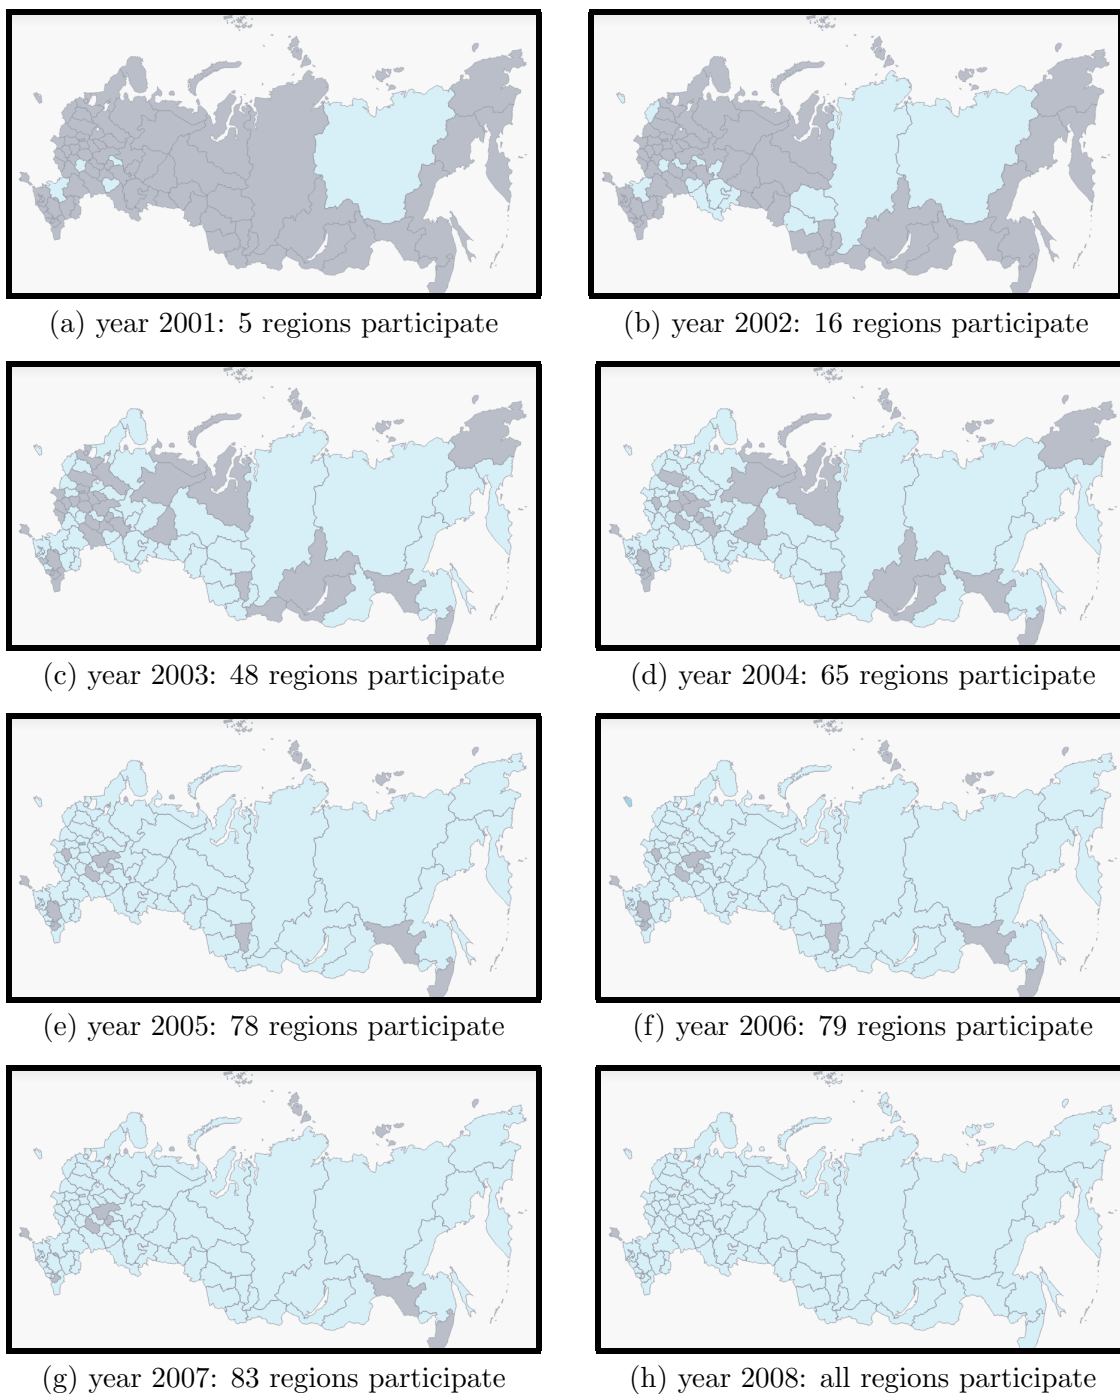 (a) year 2001: 5 regions participate
(b) year 2002: 16 regions participate
(c) year 2003: 48 regions participate
(d) year 2004: 65 regions participate
(e) year 2005: 78 regions participate
(f) year 2006: 79 regions participate
(g) year 2007: 83 regions participate
(h) year 2008: all regions participate